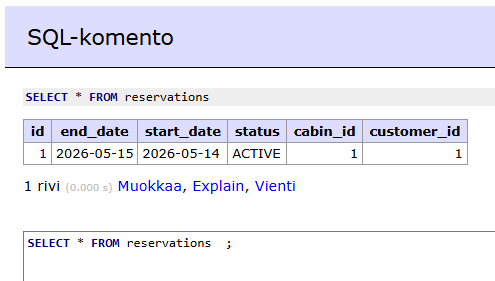 SQL-komento
SELECT * FROM reservations
id end_date start_date status cabin_id customer_id
1 2026-05-15 2026-05-14 ACTIVE 1 1
1 rivi (0.000 s) Muokkaa, Explain, Vienti
SELECT * FROM reservations  ;